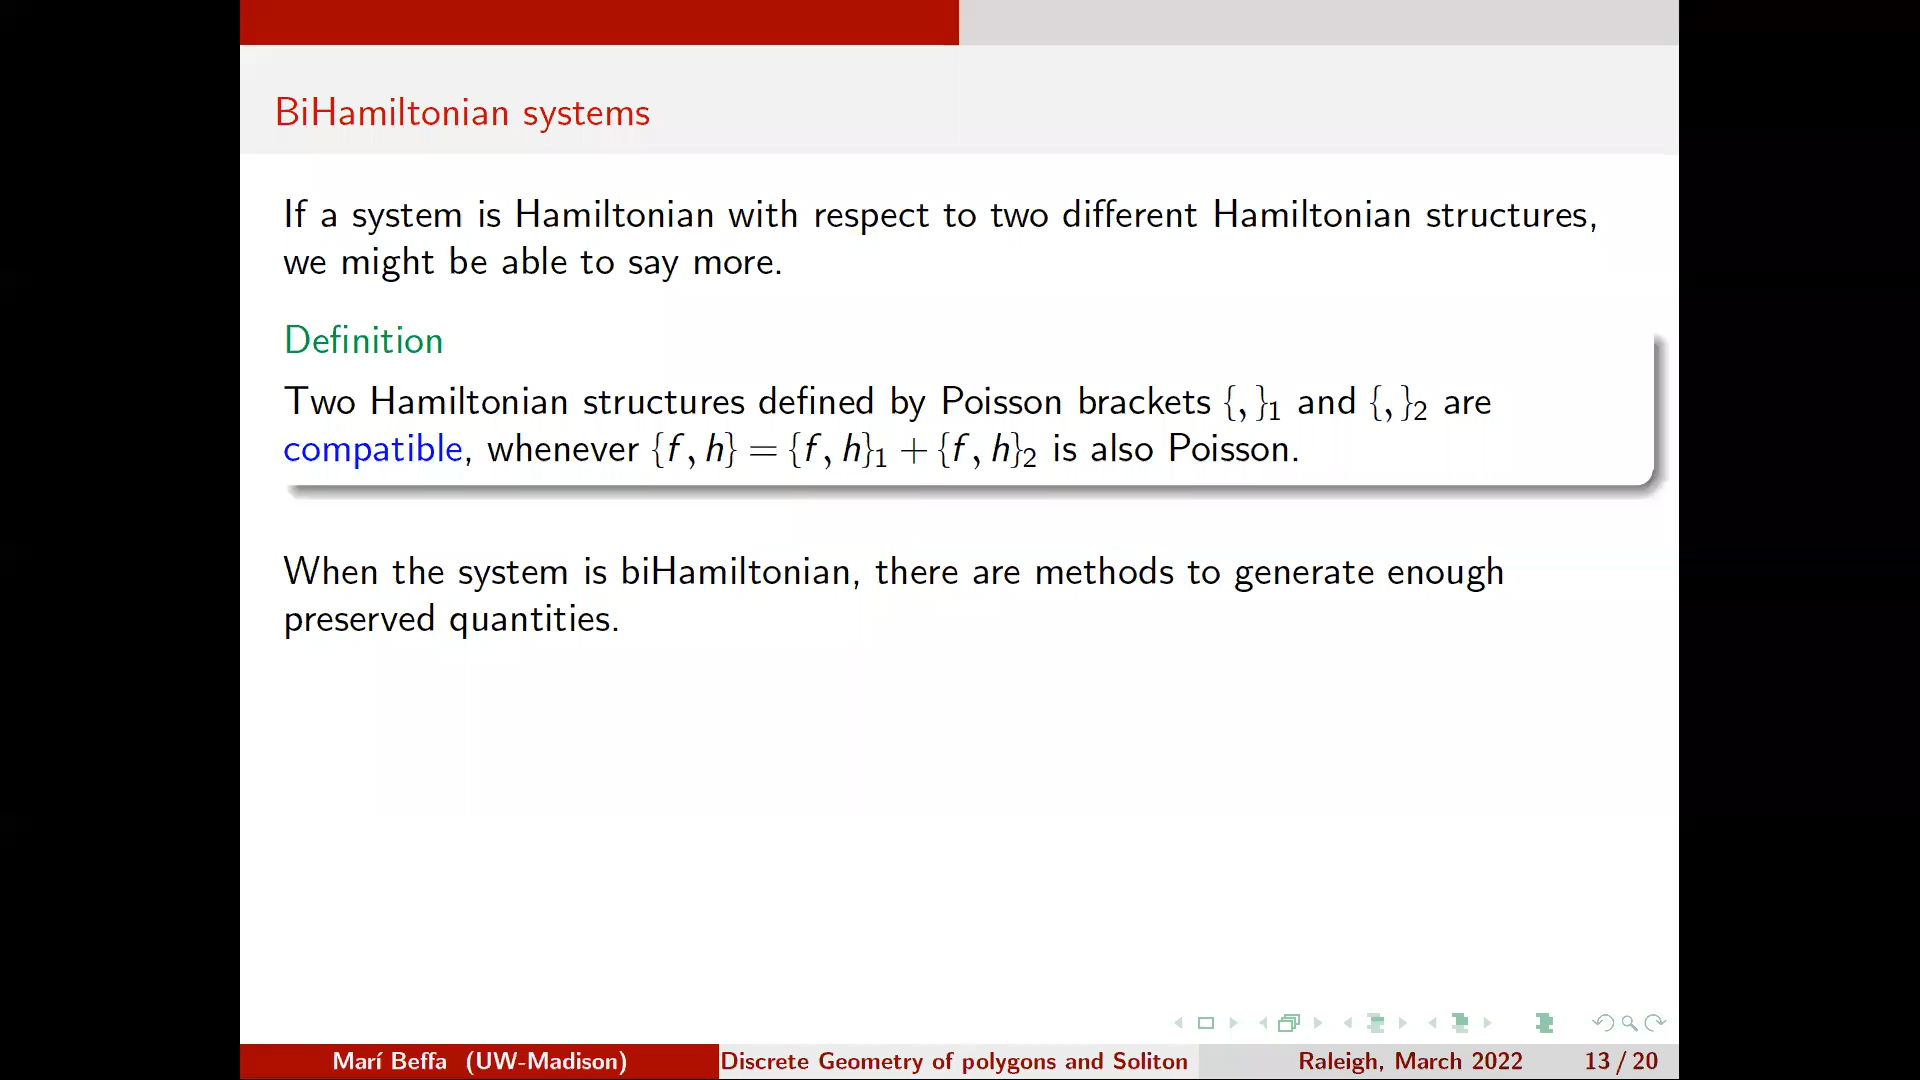 BiHamiltonian systems
If a system is Hamiltonian with respect to two different Hamiltonian structures,
we might be able to say more.
Definition
Two Hamiltonian structures defined by Poisson brackets {,}₁ and {,}₂ are
compatible, whenever {f, h} = {f, h}₁ + {f, h}₂ is also Poisson.
When the system is biHamiltonian, there are methods to generate enough
preserved quantities.
Marí Beffa (UW-Madison) Discrete Geometry of polygons and Soliton Raleigh, March 2022 13 / 20